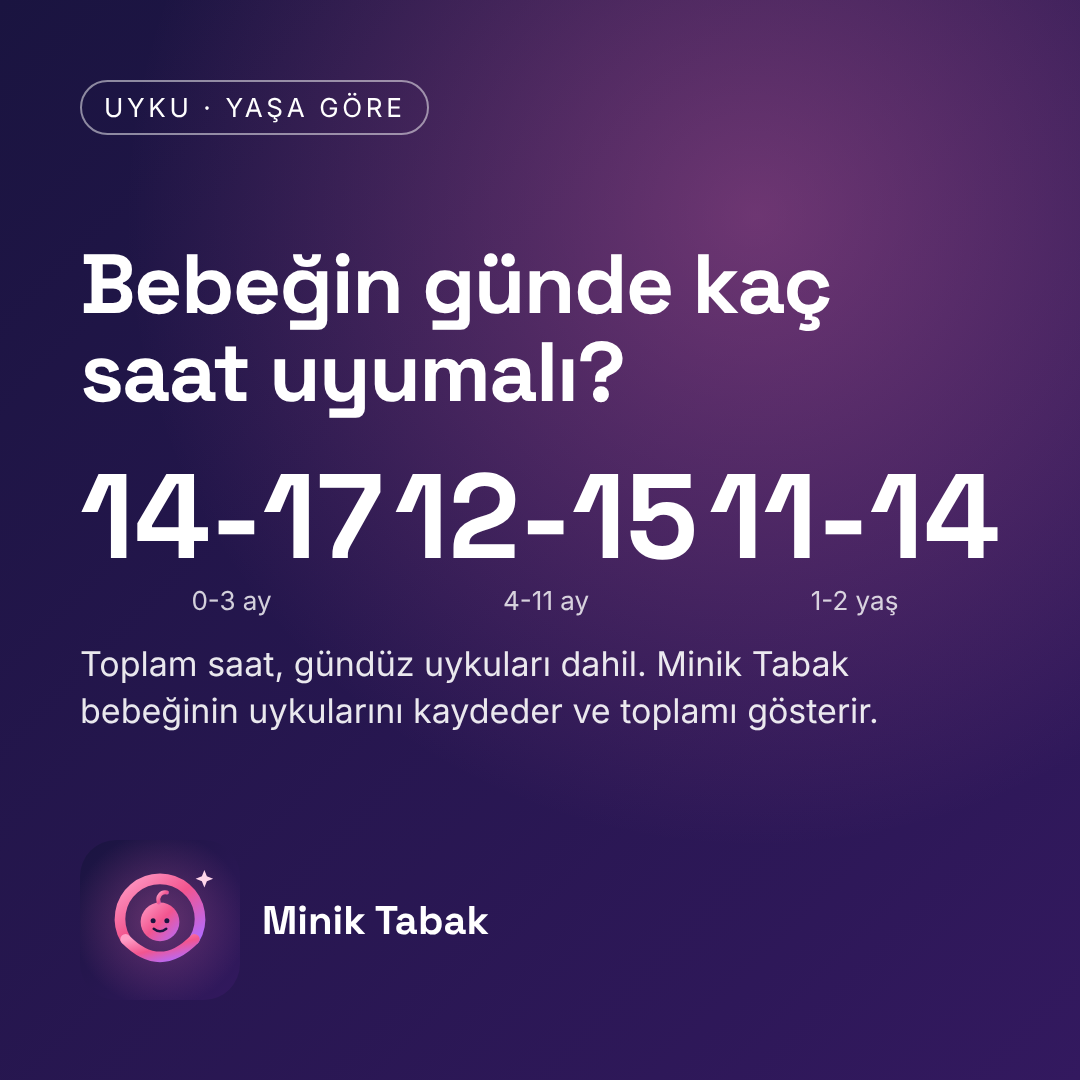 UYKU · YAŞA GÖRE
Bebeğin günde kaç
saat uyumalı?
14-17 12-15 11-14
0-3 ay 4-11 ay 1-2 yaş
Toplam saat, gündüz uykuları dahil. Minik Tabak
bebeğinin uykularını kaydeder ve toplamı gösterir.
Minik Tabak